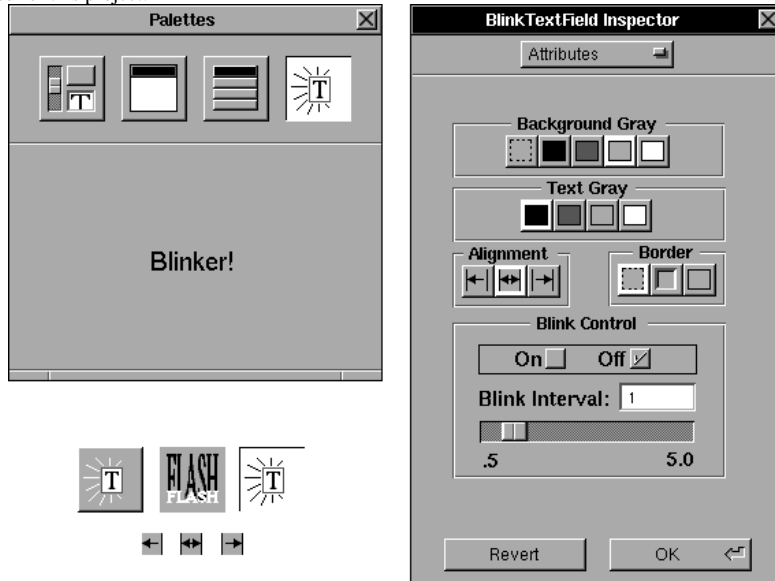 Palettes
T
T
Blinker!
T
FLASH
FLASH
T
BlinkTextField Inspector
Attributes
Background Gray
Text Gray
Alignment
Border
Blink Control
On
Off
Blink Interval: 1
.5
5.0
Revert
OK